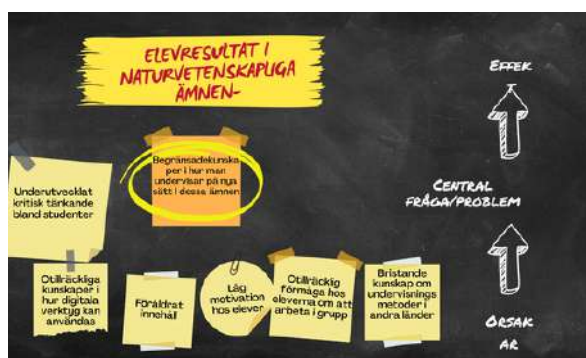 ELEVRESULTAT I
NATURVETENSKAPLIGA
ÄMNEN-
EFFEK
Begränsadekunska
per i hur man
undervisar på nya
sätt i dessa ämnen
Underutvecklat
kritisk tänkande
bland studenter
CENTRAL
FRÅGA/PROBLEM
Otillräckliga
kunskaper i
hur digitala
verktyg kan
användas
Föråldrat
innehåll
Låg
motivation
hos elever
Otillräcklig
förmåga hos
eleverna om att
arbeta i grupp
Bristande
kunskap om
undervisnings
metoder i
andra länder
ORSAK
AR